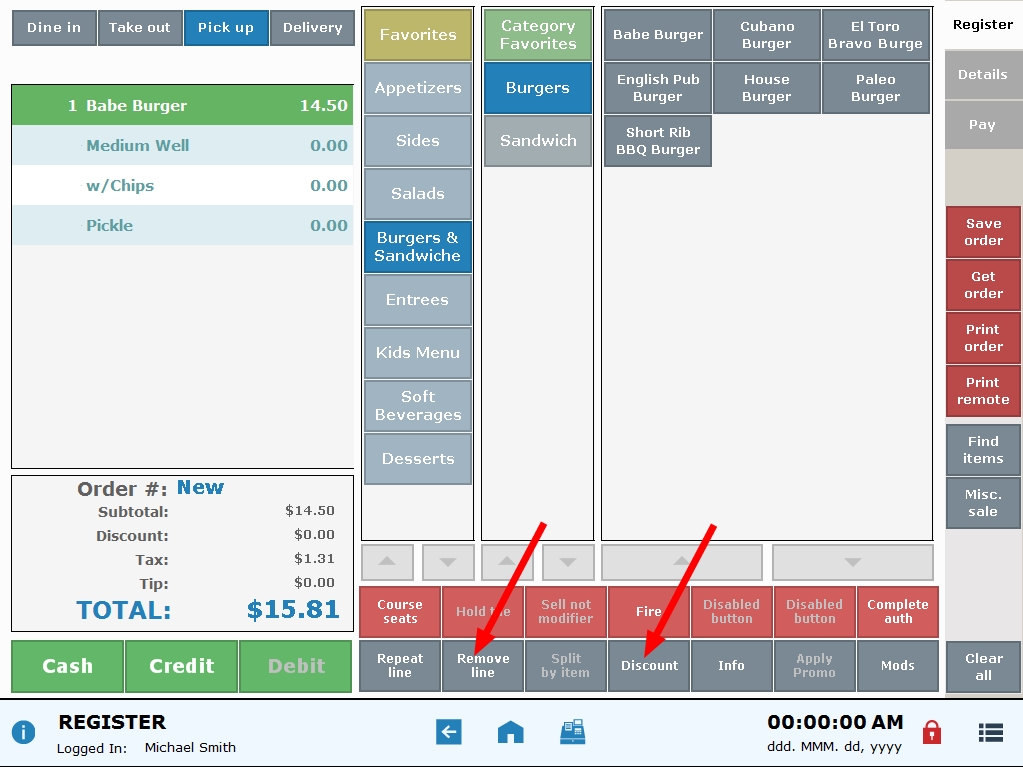 Dine in
Take out
Pick up
Delivery
1 Babe Burger 14.50
Medium Well 0.00
w/Chips 0.00
Pickle 0.00
Order #: New
Subtotal: $14.50
Discount: $0.00
Tax: $1.31
Tip: $0.00
TOTAL: $15.81
Cash
Credit
Debit
Favorites
Appetizers
Sides
Salads
Burgers &
Sandwiche
Entrees
Kids Menu
Soft
Beverages
Desserts
Category
Favorites
Burgers
Sandwich
Babe Burger
Cubano
Burger
El Toro
Bravo Burge
English Pub
Burger
House
Burger
Paleo
Burger
Short Rib
BBQ Burger
Course
seats
Hold
Sell not
modifier
Fire
Disabled
button
Disabled
button
Complete
auth
Repeat
line
Remove
line
Split
by item
Discount
Info
Apply
Promo
Mods
Register
Details
Pay
Save
order
Get
order
Print
order
Print
remote
Find
items
Misc.
sale
Clear
all
REGISTER
Logged In: Michael Smith
00:00:00 AM
ddd. MMM. dd, yyyy